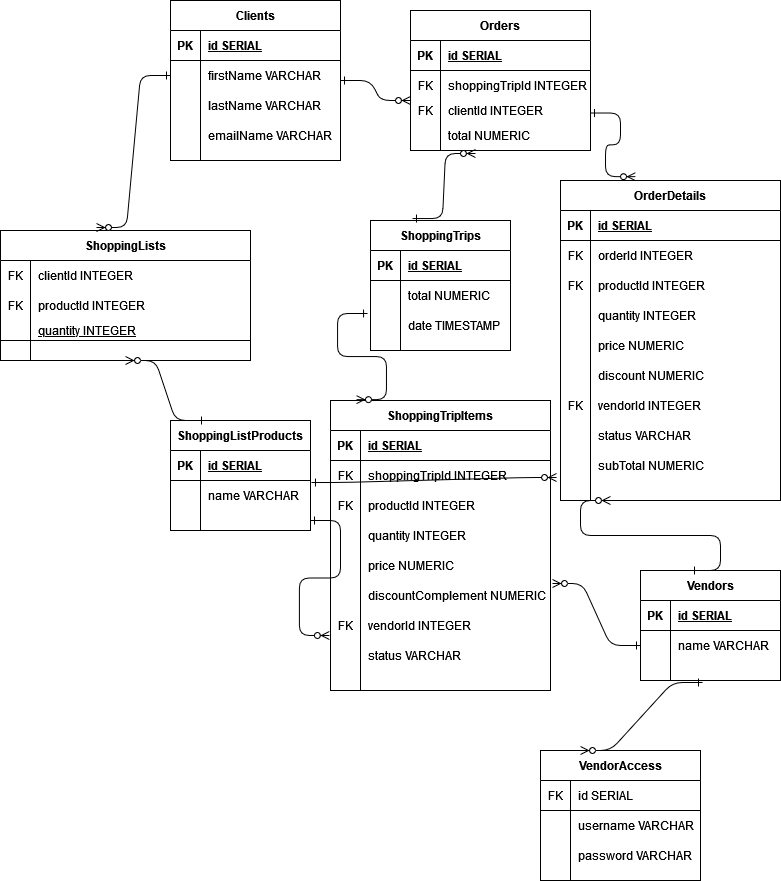 Clients
PK id SERIAL
firstName VARCHAR
lastName VARCHAR
emailName VARCHAR
Orders
PK id SERIAL
FK shoppingTripId INTEGER
FK clientId INTEGER
total NUMERIC
ShoppingLists
FK clientId INTEGER
FK productId INTEGER
quantity INTEGER
ShoppingTrips
PK id SERIAL
total NUMERIC
date TIMESTAMP
OrderDetails
PK id SERIAL
FK orderId INTEGER
FK productId INTEGER
quantity INTEGER
price NUMERIC
discount NUMERIC
FK vendorId INTEGER
status VARCHAR
subTotal NUMERIC
ShoppingListProducts
PK id SERIAL
name VARCHAR
ShoppingTripItems
PK id SERIAL
FK shoppingTripId INTEGER
FK productId INTEGER
quantity INTEGER
price NUMERIC
discountComplement NUMERIC
FK vendorId INTEGER
status VARCHAR
Vendors
PK id SERIAL
name VARCHAR
VendorAccess
FK id SERIAL
username VARCHAR
password VARCHAR